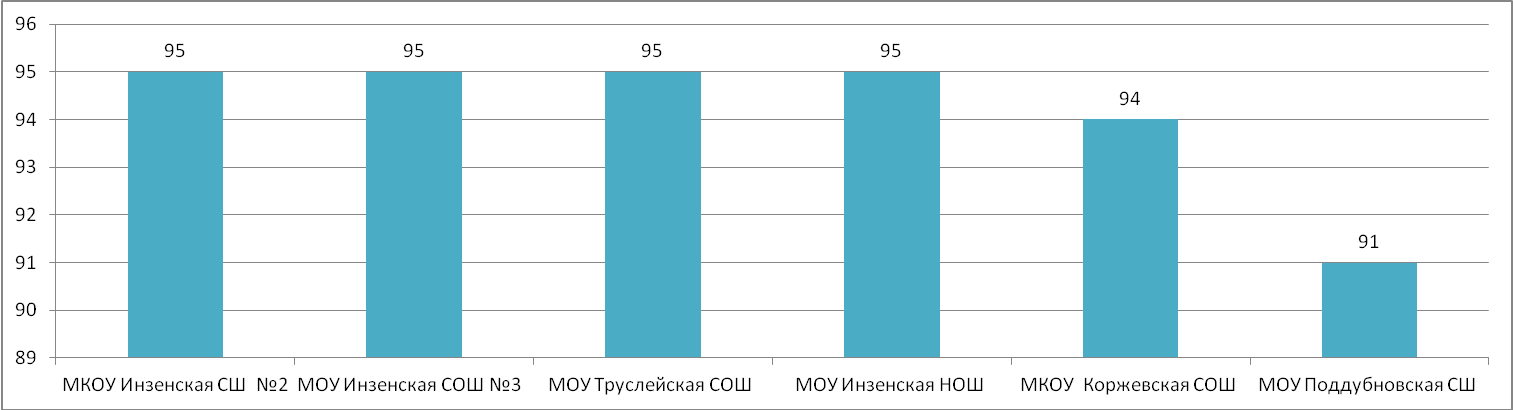 96
95
94
93
92
91
90
89
95
95
95
95
94
91
МКОУ Инзенская СШ №2
МОУ Инзенская СОШ №3
МОУ Труслейская СОШ
МОУ Инзенская НОШ
МКОУ Коржевская СОШ
МОУ Поддубновская СШ